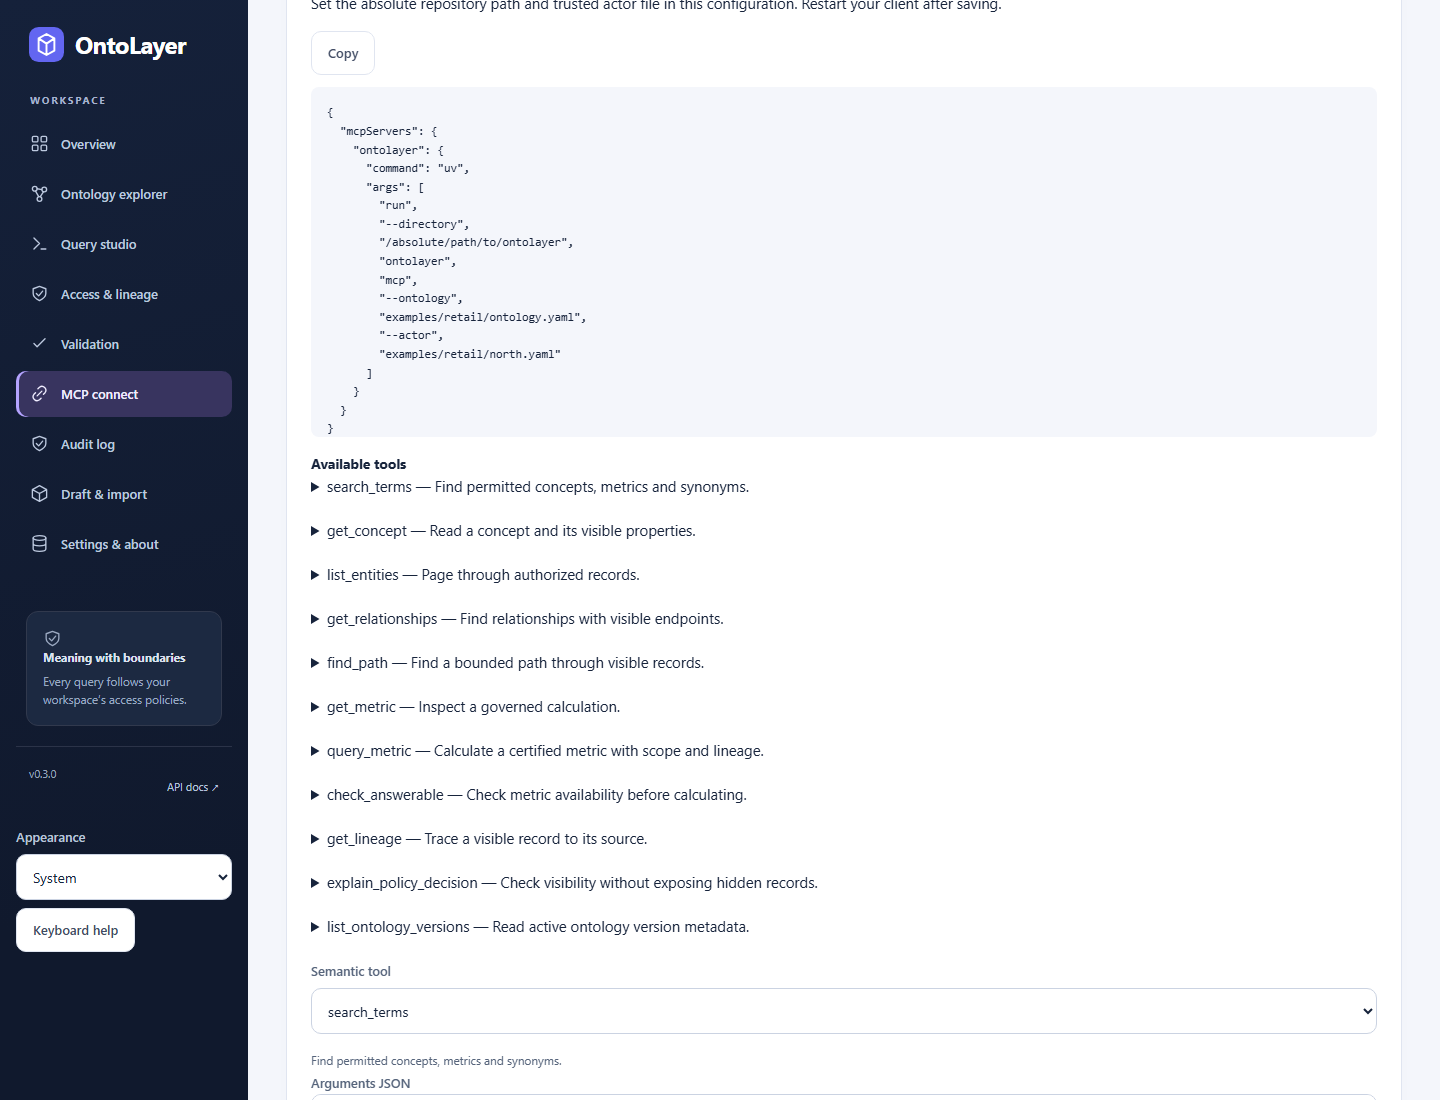 OntoLayer
WORKSPACE
Overview
Ontology explorer
Query studio
Access & lineage
Validation
MCP connect
Audit log
Draft & import
Settings & about
Meaning with boundaries
Every query follows your
workspace's access policies.
v0.3.0
API docs ↗
Appearance
System
Keyboard help
Set the absolute repository path and trusted actor file in this configuration. Restart your client after saving.
Copy
{
  "mcpServers": {
    "ontolayer": {
      "command": "uv",
      "args": [
        "run",
        "--directory",
        "/absolute/path/to/ontolayer",
        "ontolayer",
        "mcp",
        "--ontology",
        "examples/retail/ontology.yaml",
        "--actor",
        "examples/retail/north.yaml"
      ]
    }
  }
}
Available tools
search_terms — Find permitted concepts, metrics and synonyms.
get_concept — Read a concept and its visible properties.
list_entities — Page through authorized records.
get_relationships — Find relationships with visible endpoints.
find_path — Find a bounded path through visible records.
get_metric — Inspect a governed calculation.
query_metric — Calculate a certified metric with scope and lineage.
check_answerable — Check metric availability before calculating.
get_lineage — Trace a visible record to its source.
explain_policy_decision — Check visibility without exposing hidden records.
list_ontology_versions — Read active ontology version metadata.
Semantic tool
search_terms
Find permitted concepts, metrics and synonyms.
Arguments JSON